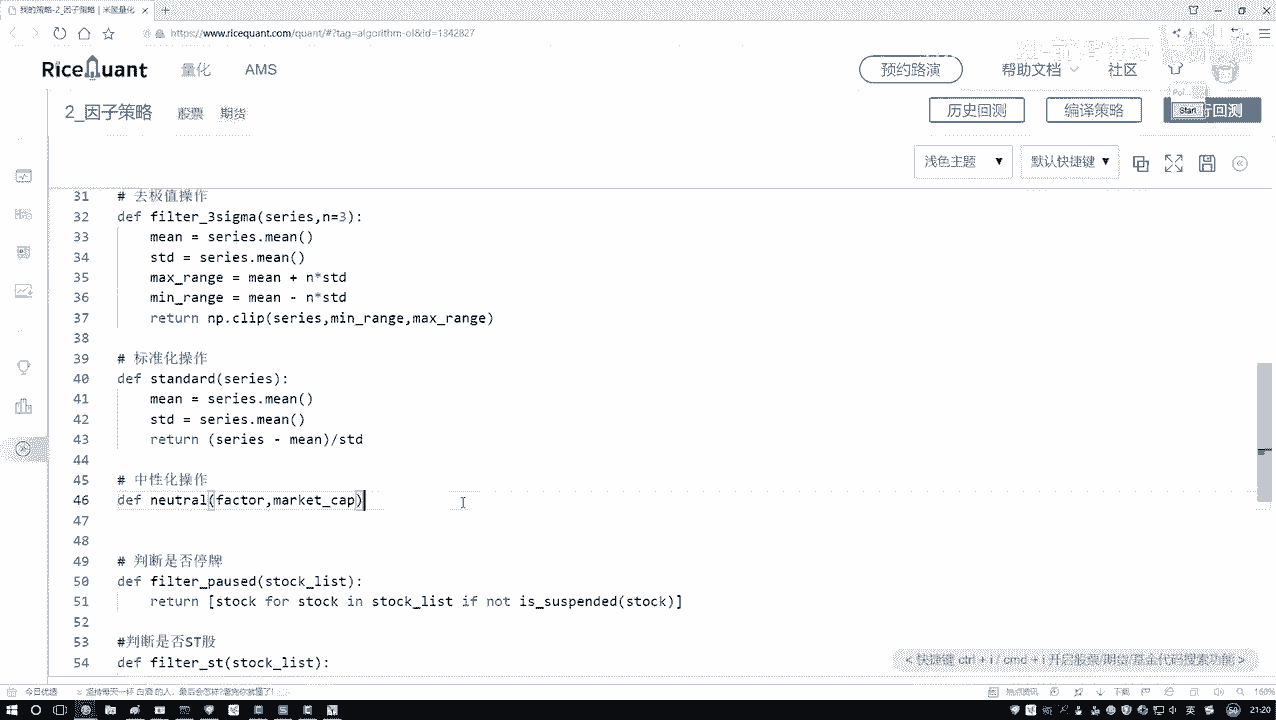 我的策略-2_因子策略 | 米筐量化
https://www.ricequant.com/quant/#?tag=algorithm-ol&id=1342827
RiceQuant 量化 AMS 预约路演 帮助文档 社区
2_因子策略 股票 期货 历史回测 编译策略 Start 回测
浅色主题 默认快捷键
31 # 去极值操作
32 def filter_3sigma(series,n=3):
33 mean = series.mean()
34 std = series.mean()
35 max_range = mean + n*std
36 min_range = mean - n*std
37 return np.clip(series,min_range,max_range)
38
39 # 标准化操作
40 def standard(series):
41 mean = series.mean()
42 std = series.mean()
43 return (series - mean)/std
44
45 # 中性化操作
46 def neutral(factor,market_cap)
47
48
49 # 判断是否停牌
50 def filter_paused(stock_list):
51 return [stock for stock in stock_list if not is_suspended(stock)]
52
53 #判断是否ST股
54 def filter_st(stock_list):
快捷键 ctrl + i / cmd + i 开启股票/期货/基金代码搜索功能 >
今日优选 热点资讯 下载 160%
英 21:20